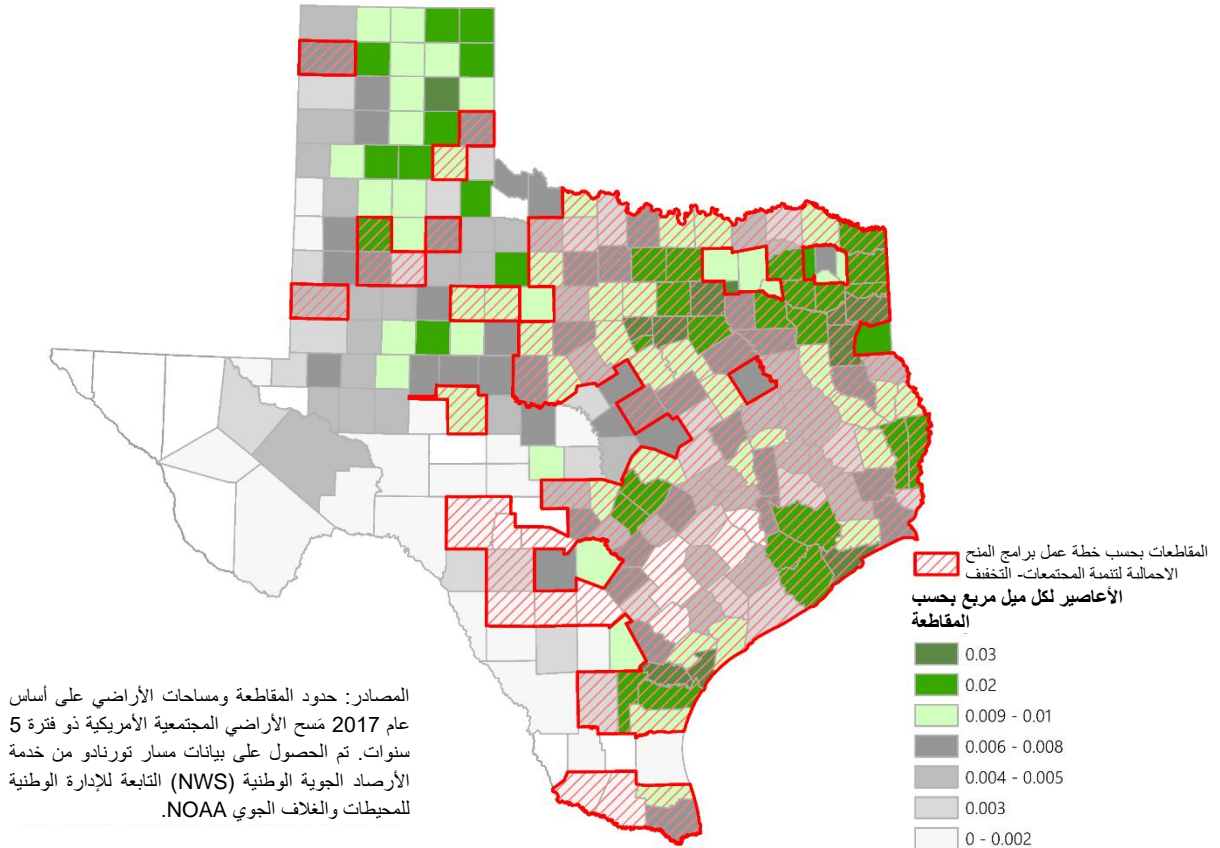 المقاطعات بحسب خطة عمل برامج المنح
الاجمالية لتنمية المجتمعات- التخفيف
الأعاصير لكل ميل مربع بحسب
المقاطعة
0.03
0.02
0.009 - 0.01
0.006 - 0.008
0.004 - 0.005
0.003
0 - 0.002
المصادر: حدود المقاطعة ومساحات الأراضي على أساس
عام 2017 مَسح الأراضي المجتمعية الأمريكية ذو فترة 5
سنوات. تم الحصول على بيانات مسار تورنادو من خدمة
الأرصاد الجوية الوطنية (NWS) التابعة للإدارة الوطنية
للمحيطات والغلاف الجوي NOAA.